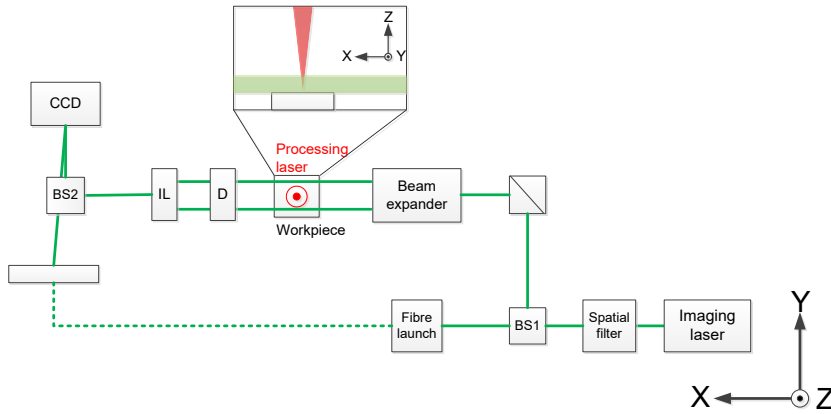 Z
X
Y
CCD
Processing
laser
BS2
IL
D
Beam
expander
Workpiece
Fibre
launch
BS1
Spatial
filter
Imaging
laser
Y
X
Z